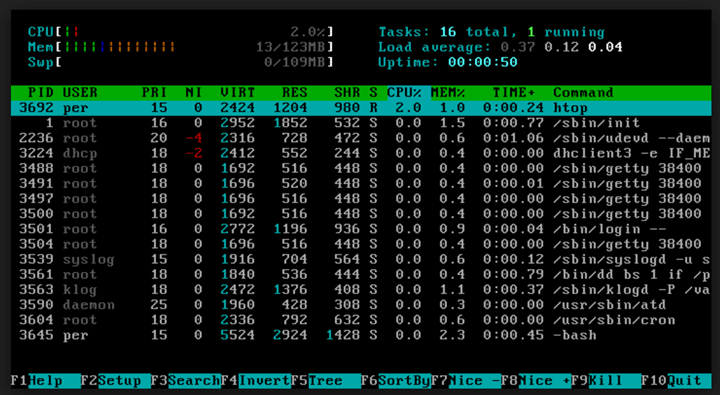 CPU[|| 2.0%]
Tasks: 16 total, 1 running
Mem[||||||||||||||| 13/123MB]
Load average: 0.37 0.12 0.04
Swp[ 0/109MB]
Uptime: 00:00:50
PID USER PRI NI VIRT RES SHR S CPU% MEM% TIME+ Command
3692 per 15 0 2424 1204 980 R 2.0 1.0 0:00.24 htop
1 root 16 0 2952 1852 532 S 0.0 1.5 0:00.77 /sbin/init
2236 root 20 -4 2316 728 472 S 0.0 0.6 0:01.06 /sbin/udevd --daem
3224 dhcp 18 -2 2412 552 244 S 0.0 0.4 0:00.00 dhclient3 -e IF_ME
3488 root 18 0 1692 516 448 S 0.0 0.4 0:00.00 /sbin/getty 38400
3491 root 18 0 1696 520 448 S 0.0 0.4 0:00.01 /sbin/getty 38400
3497 root 18 0 1696 516 448 S 0.0 0.4 0:00.00 /sbin/getty 38400
3500 root 18 0 1692 516 448 S 0.0 0.4 0:00.00 /sbin/getty 38400
3501 root 16 0 2772 1196 936 S 0.0 0.9 0:00.04 /bin/login --
3504 root 18 0 1696 516 448 S 0.0 0.4 0:00.00 /sbin/getty 38400
3539 syslog 15 0 1916 704 564 S 0.0 0.6 0:00.12 /sbin/syslogd -u s
3561 root 18 0 1840 536 444 S 0.0 0.4 0:00.79 /bin/dd bs 1 if /p
3563 klog 18 0 2472 1376 408 S 0.0 1.1 0:00.37 /sbin/klogd -P /va
3590 daemon 25 0 1960 428 308 S 0.0 0.3 0:00.00 /usr/sbin/atd
3604 root 18 0 2336 792 632 S 0.0 0.6 0:00.00 /usr/sbin/cron
3645 per 15 0 5524 2924 1428 S 0.0 2.3 0:00.45 -bash
F1Help F2Setup F3SearchF4InvertF5Tree F6SortByF7Nice -F8Nice +F9Kill F10Quit